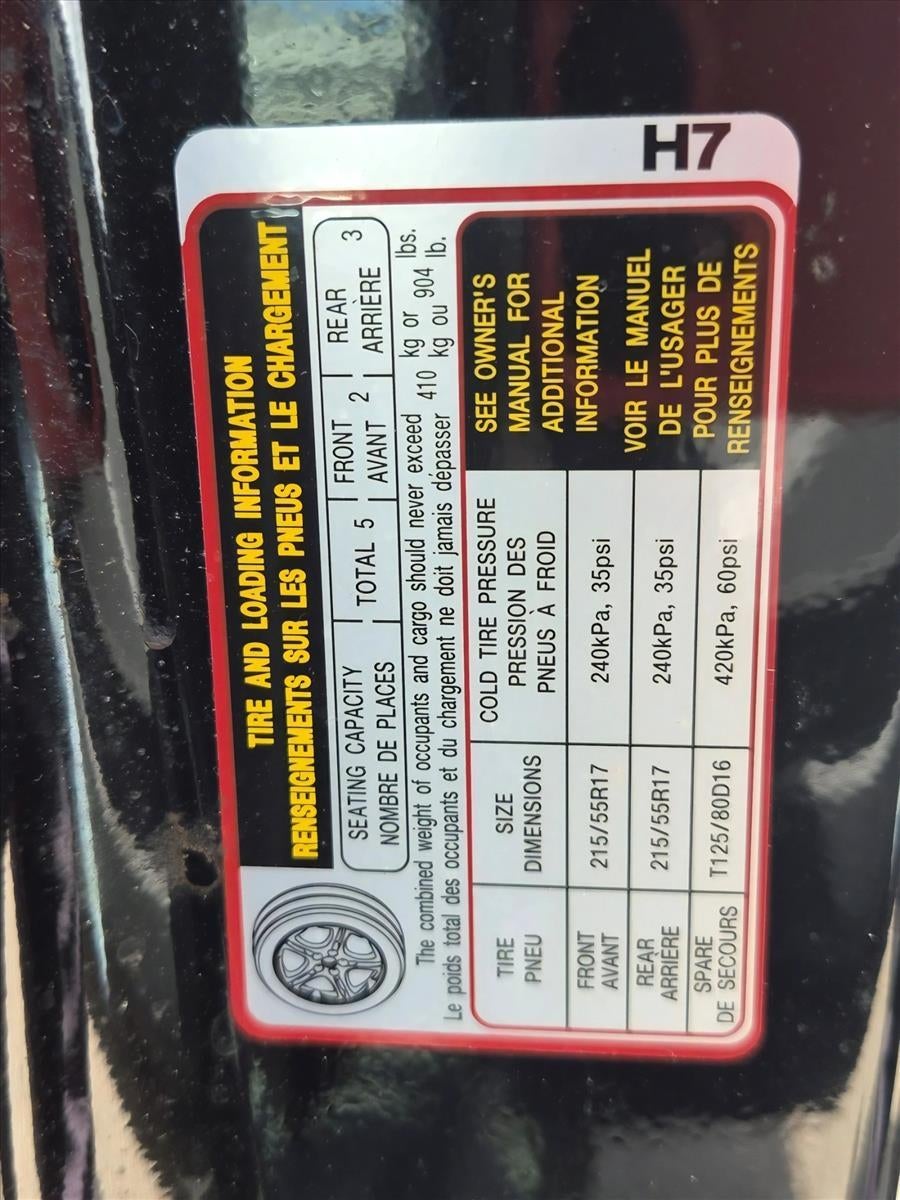 H7
TIRE AND LOADING INFORMATION
RENSEIGNEMENTS SUR LES PNEUS ET LE CHARGEMENT
SEATING CAPACITY
NOMBRE DE PLACES
TOTAL 5
FRONT
AVANT 2
REAR
ARRIÈRE 3
The combined weight of occupants and cargo should never exceed 410 kg or 904 lbs.
Le poids total des occupants et du chargement ne doit jamais dépasser 410 kg ou 904 lb.
TIRE
PNEU
SIZE
DIMENSIONS
COLD TIRE PRESSURE
PRESSION DES
PNEUS À FROID
FRONT
AVANT
215/55R17
240kPa, 35psi
REAR
ARRIÈRE
215/55R17
240kPa, 35psi
SPARE
DE SECOURS
T125/80D16
420kPa, 60psi
SEE OWNER'S
MANUAL FOR
ADDITIONAL
INFORMATION
VOIR LE MANUEL
DE L'USAGER
POUR PLUS DE
RENSEIGNEMENTS